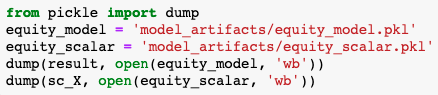 from pickle import dump
equity_model = 'model_artifacts/equity_model.pkl'
equity_scalar = 'model_artifacts/equity_scalar.pkl'
dump(result, open(equity_model, 'wb'))
dump(sc_X, open(equity_scalar, 'wb'))